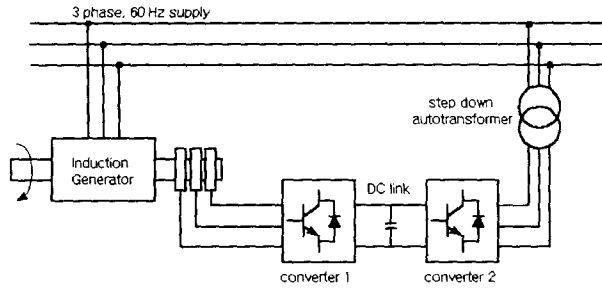 3 phase, 60 Hz supply
step down
autotransformer
Induction
Generator
DC link
converter 1
converter 2